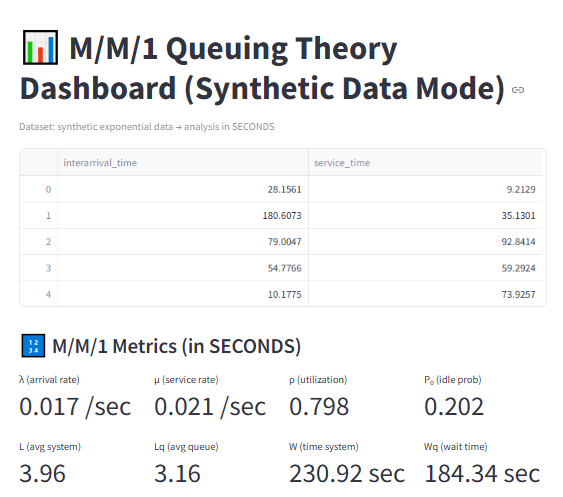 M/M/1 Queuing Theory
Dashboard (Synthetic Data Mode)
Dataset: synthetic exponential data → analysis in SECONDS
interarrival_time service_time
0 28.1561 9.2129
1 180.6073 35.1301
2 79.0047 92.8414
3 54.7766 59.2924
4 10.1775 73.9257
1 2 3 4 M/M/1 Metrics (in SECONDS)
λ (arrival rate) μ (service rate) ρ (utilization) P₀ (idle prob)
0.017 /sec 0.021 /sec 0.798 0.202
L (avg system) Lq (avg queue) W (time system) Wq (wait time)
3.96 3.16 230.92 sec 184.34 sec